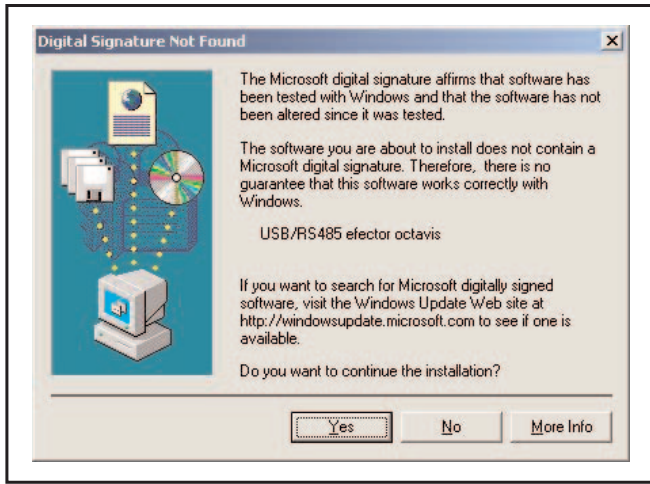 Digital Signature Not Found
The Microsoft digital signature affirms that software has
been tested with Windows and that the software has not
been altered since it was tested.
The software you are about to install does not contain a
Microsoft digital signature. Therefore, there is no
guarantee that this software works correctly with
Windows.
USB/RS485 efector octavis
If you want to search for Microsoft digitally signed
software, visit the Windows Update Web site at
http://windowsupdate.microsoft.com to see if one is
available.
Do you want to continue the installation?
Yes
No
More Info